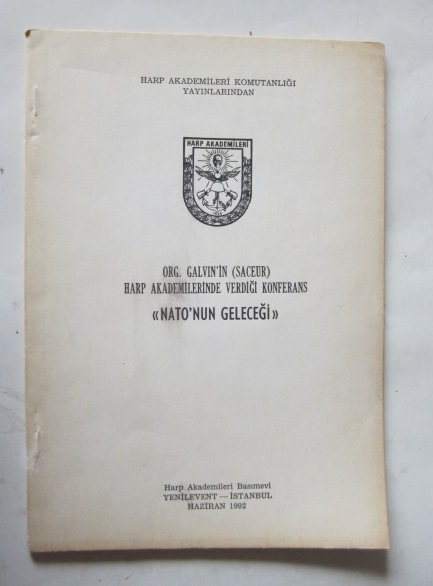 HARP AKADEMİLERİ KOMUTANLIĞI
YAYINLARINDAN
HARP AKADEMİLERİ
ORG. GALVIN'İN (SACEUR)
HARP AKADEMİLERİNDE VERDİĞİ KONFERANS
«NATO'NUN GELECEĞİ»
Harp Akademileri Basımevi
YENİLEVENT — İSTANBUL
HAZİRAN 1992